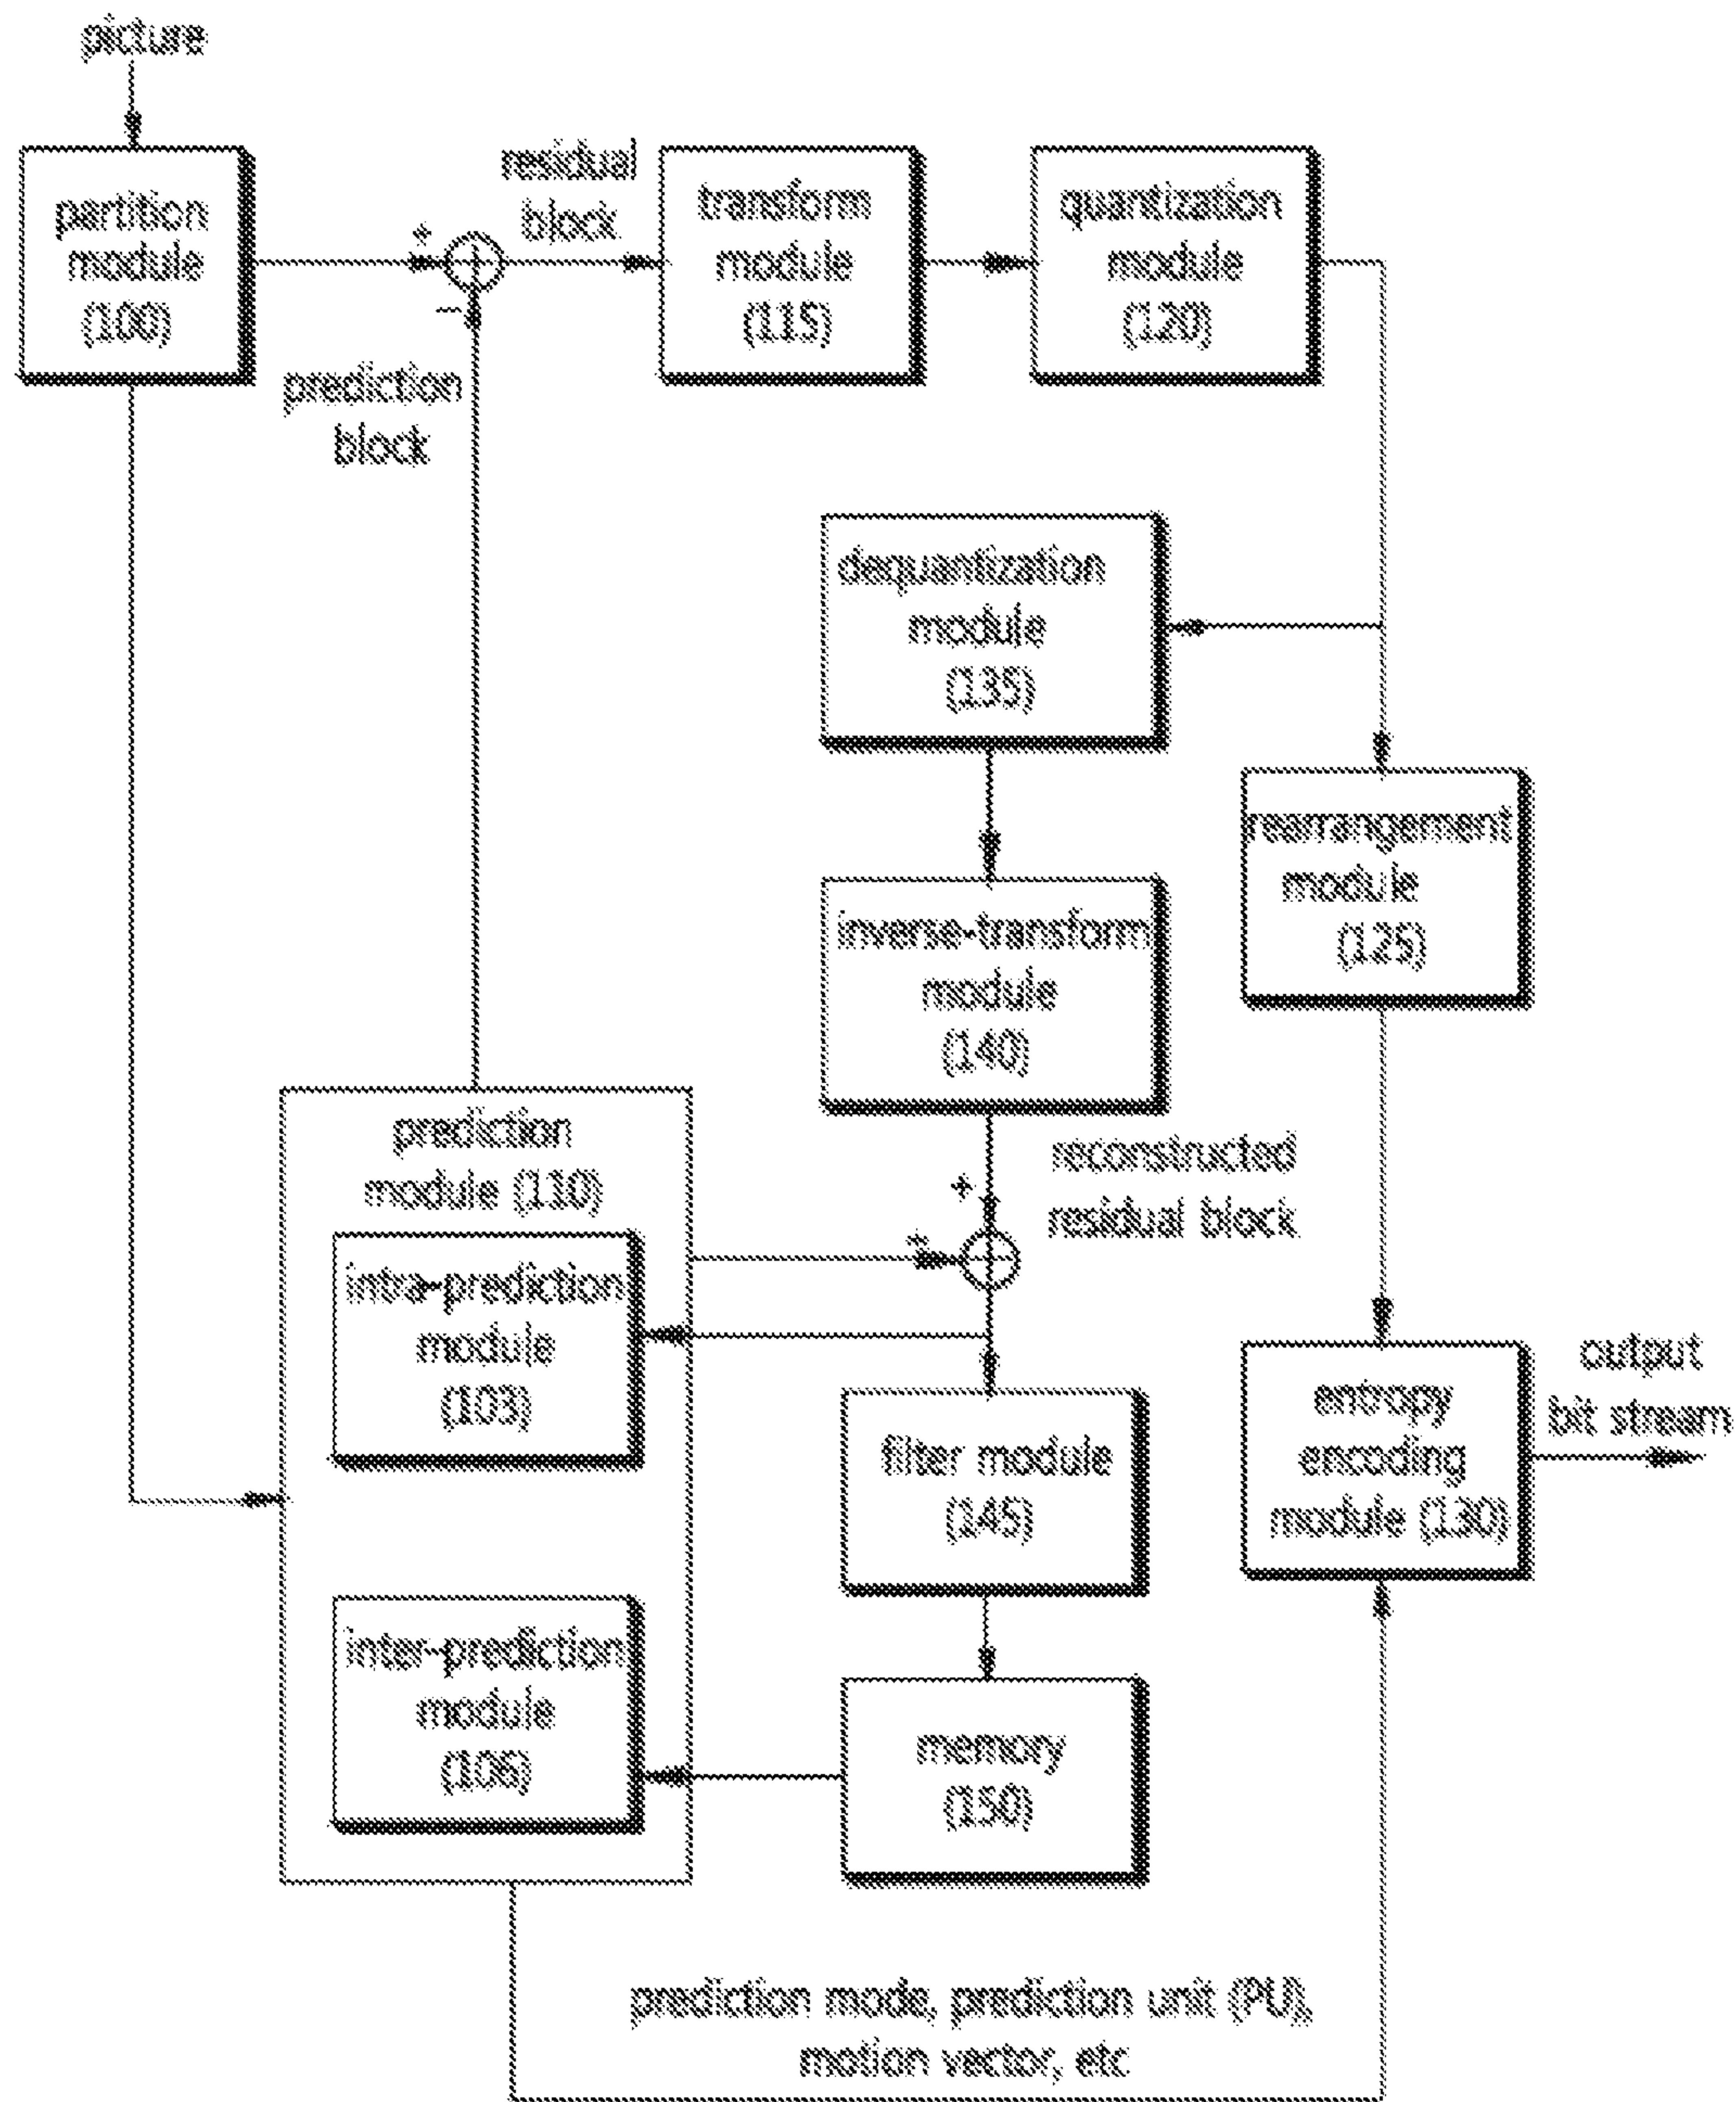 picture
partition
module
(100)
+
−
residual
block
transform
module
(115)
quantization
module
(120)
prediction
block
dequantization
module
(135)
rearrangement
module
(125)
inverse-transform
module
(140)
prediction
module (110)
+
reconstructed
residual block
+
intra-prediction
module
(103)
filter module
(145)
entropy
encoding
module (130)
output
bit stream
inter-prediction
module
(106)
memory
(150)
prediction mode, prediction unit (PU),
motion vector, etc